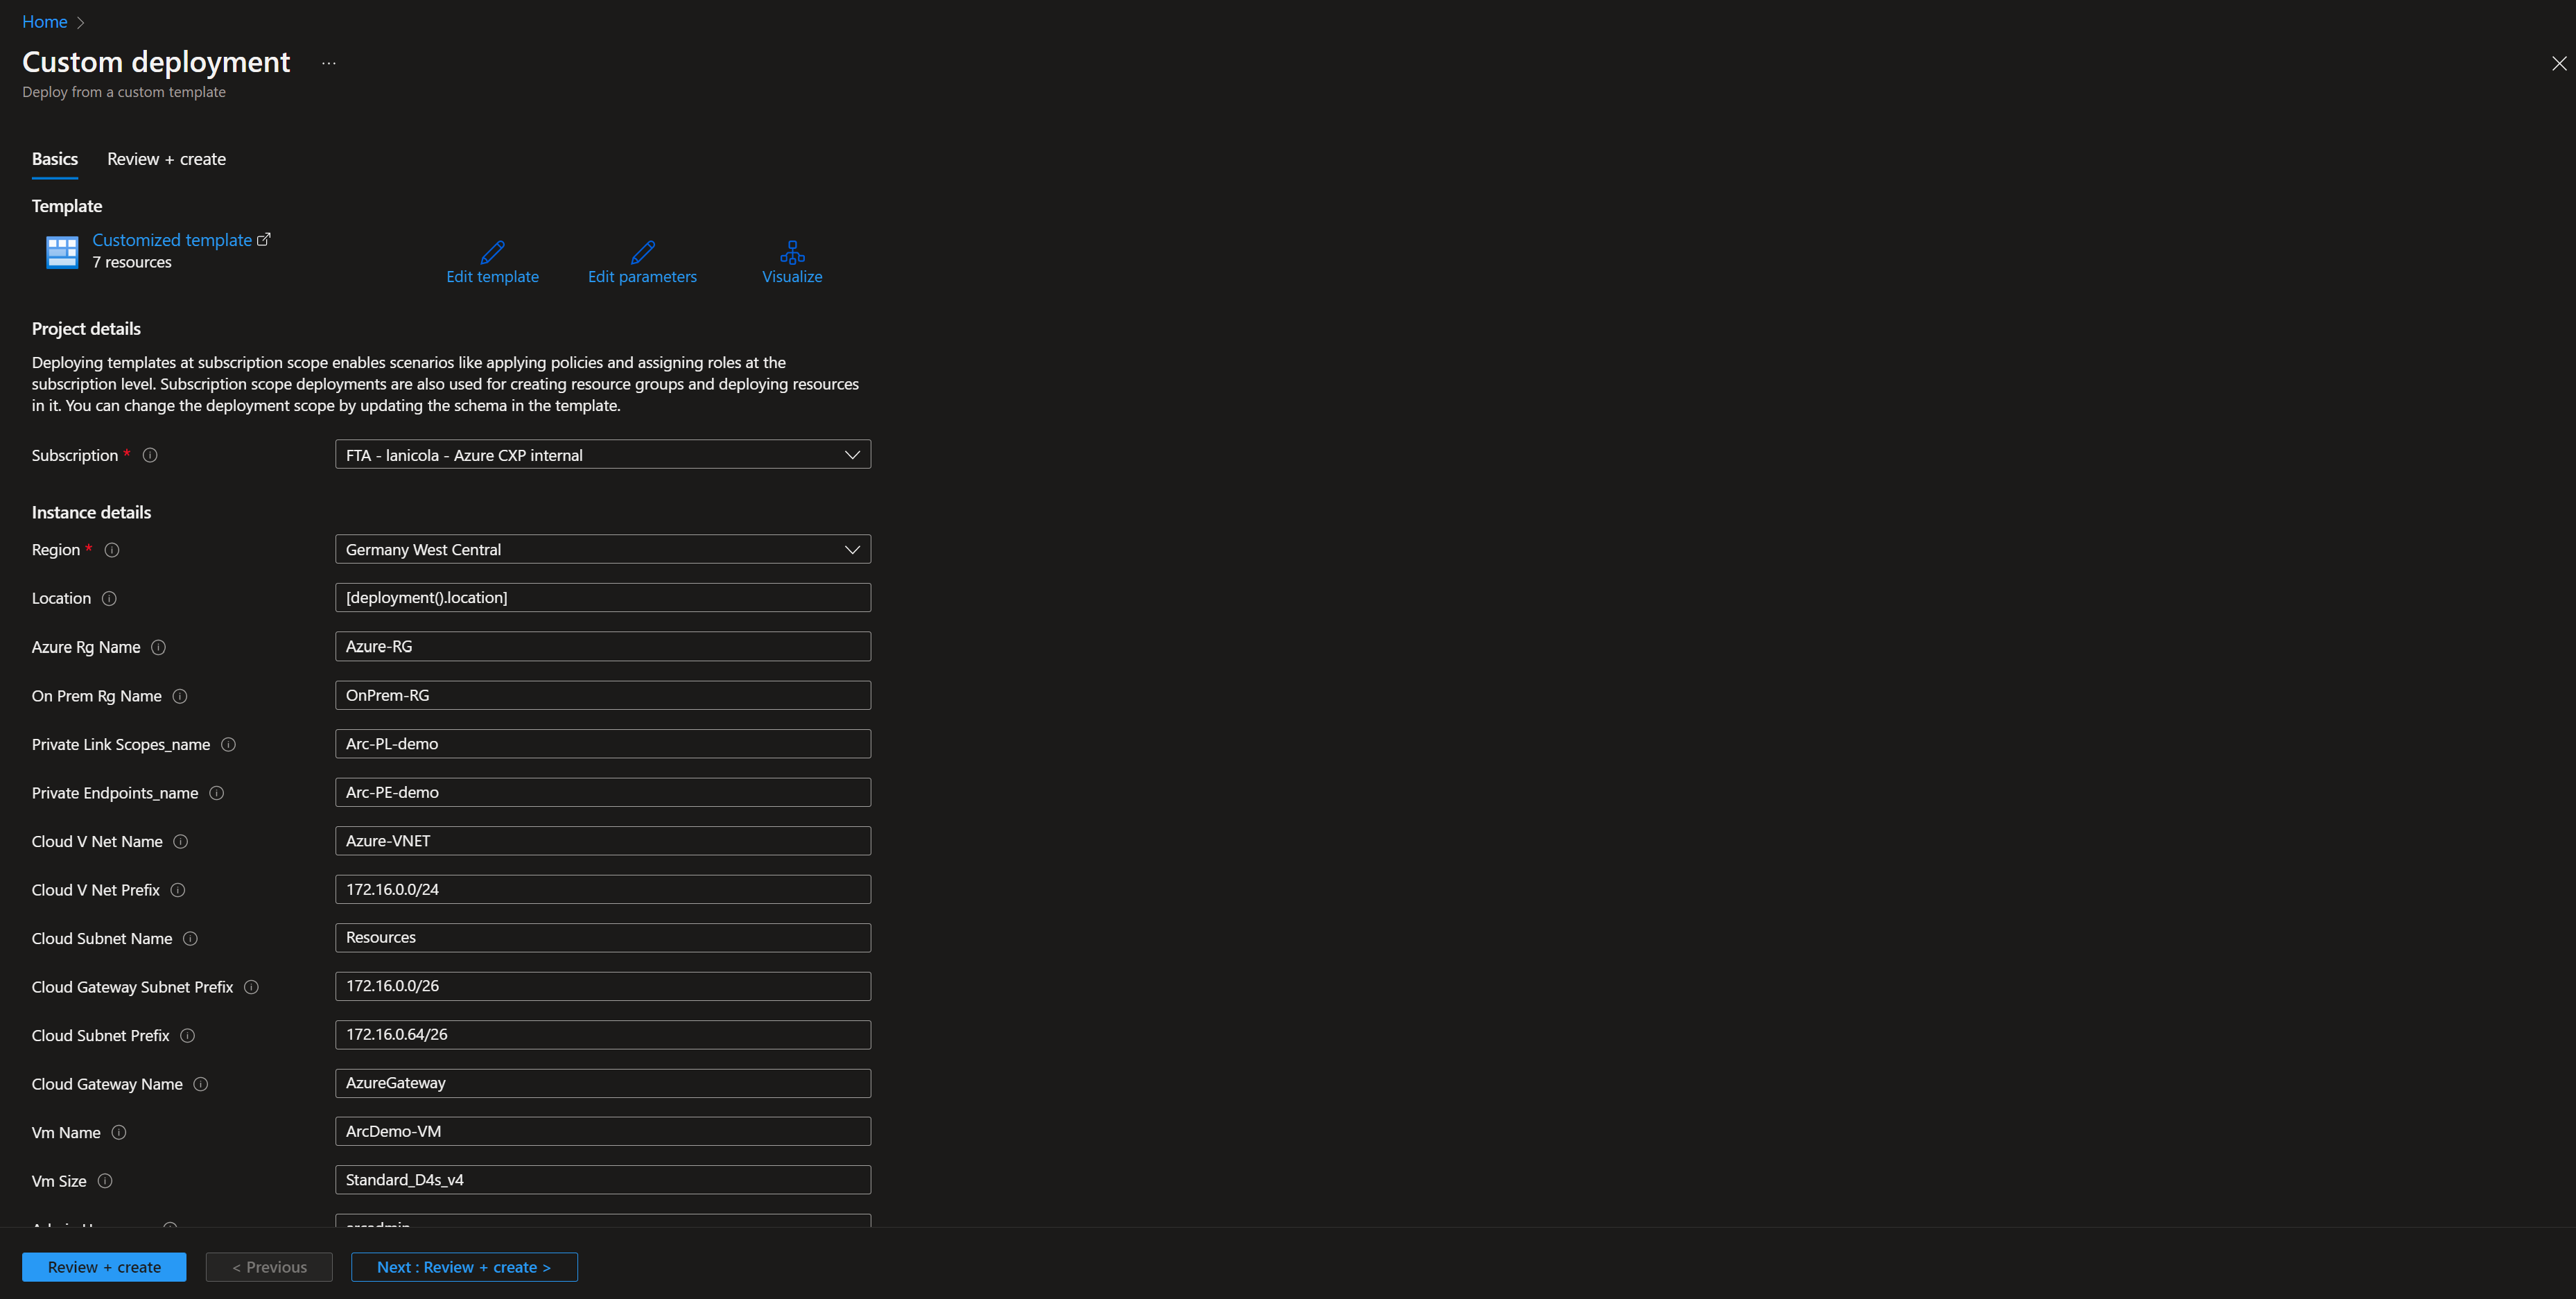 Home
Custom deployment ...
Deploy from a custom template
Basics Review + create
Template
Customized template
7 resources
Edit template Edit parameters Visualize
Project details
Deploying templates at subscription scope enables scenarios like applying policies and assigning roles at the
subscription level. Subscription scope deployments are also used for creating resource groups and deploying resources
in it. You can change the deployment scope by updating the schema in the template.
Subscription * FTA - lanicola - Azure CXP internal
Instance details
Region * Germany West Central
Location [deployment().location]
Azure Rg Name Azure-RG
On Prem Rg Name OnPrem-RG
Private Link Scopes_name Arc-PL-demo
Private Endpoints_name Arc-PE-demo
Cloud V Net Name Azure-VNET
Cloud V Net Prefix 172.16.0.0/24
Cloud Subnet Name Resources
Cloud Gateway Subnet Prefix 172.16.0.0/26
Cloud Subnet Prefix 172.16.0.64/26
Cloud Gateway Name AzureGateway
Vm Name ArcDemo-VM
Vm Size Standard_D4s_v4
arcadmin
Review + create < Previous Next : Review + create >